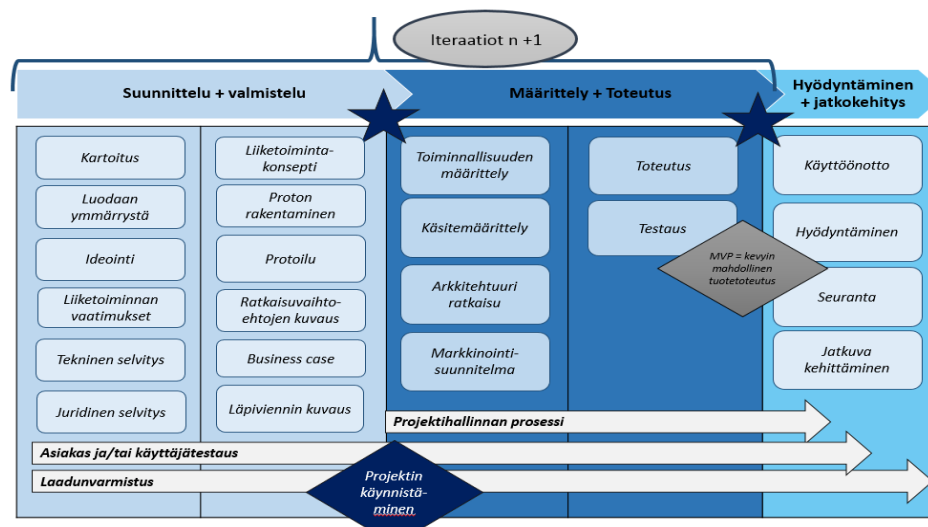 Iteraatiot n +1
Suunnittelu + valmistelu
Määrittely + Toteutus
Hyödyntäminen
+ jatkokehitys
Kartoitus
Luodaan
ymmärrystä
Ideointi
Liiketoiminnan
vaatimukset
Tekninen selvitys
Juridinen selvitys
Liiketoiminta-
konsepti
Proton
rakentaminen
Protoilu
Ratkaisuvaihto-
ehtojen kuvaus
Business case
Läpiviennin kuvaus
Toiminnallisuuden
määrittely
Käsitemäärittely
Arkkitehtuuri
ratkaisu
Markkinointi-
suunnitelma
Toteutus
Testaus
MVP = kevyin
mahdollinen
tuotetoteutus
Käyttöönotto
Hyödyntäminen
Seuranta
Jatkuva
kehittäminen
Projektihallinnan prosessi
Asiakas ja/tai käyttäjätestaus
Laadunvarmistus
Projektin
käynnistä-
minen